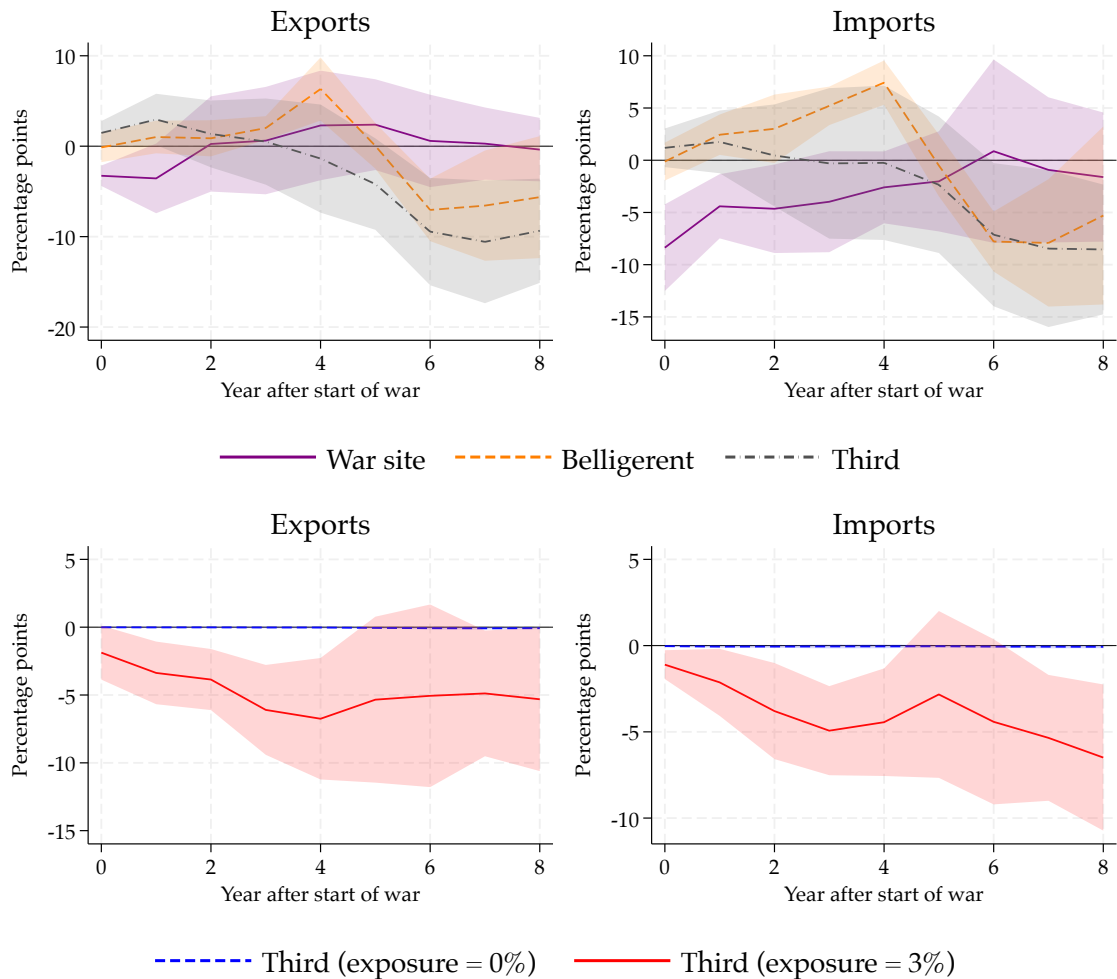 Exports
Imports
Percentage points
10
0
-10
-20
0 2 4 6 8
Year after start of war
Percentage points
10
5
0
-5
-10
-15
0 2 4 6 8
Year after start of war
War site Belligerent Third
Exports
Imports
Percentage points
5
0
-5
-10
-15
0 2 4 6 8
Year after start of war
Percentage points
5
0
-5
-10
0 2 4 6 8
Year after start of war
Third (exposure = 0%) Third (exposure = 3%)